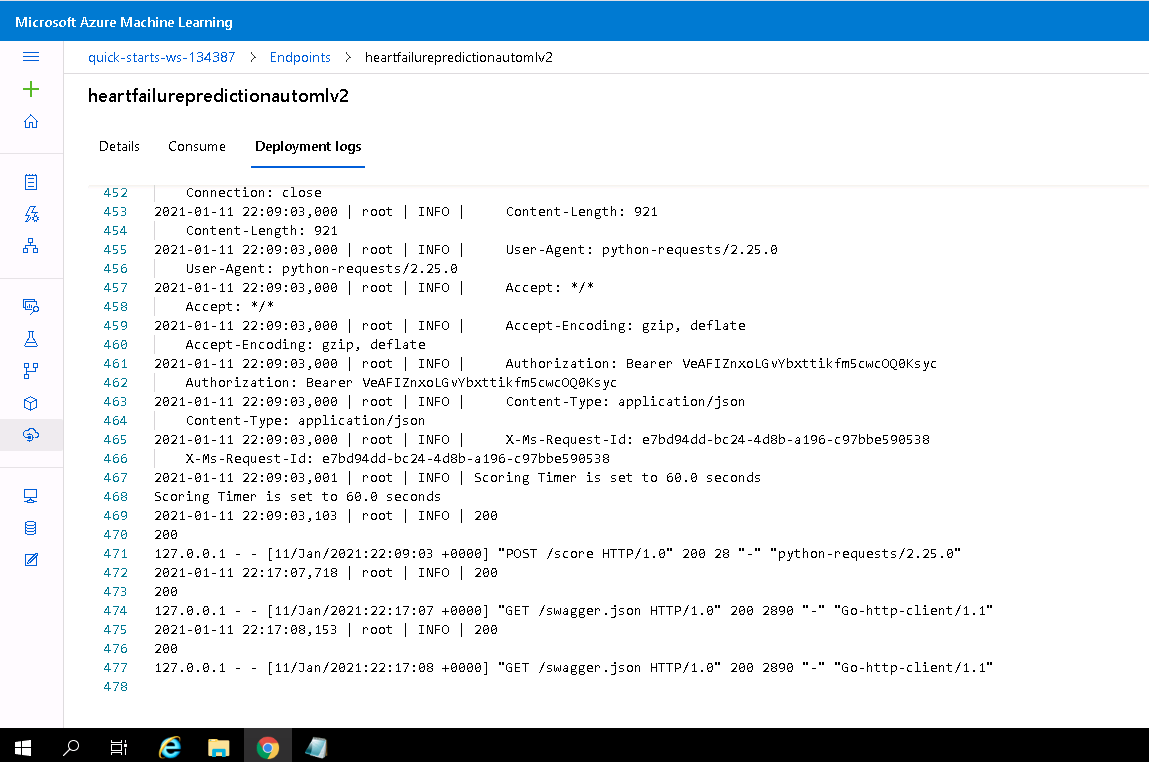 Microsoft Azure Machine Learning
quick-starts-ws-134387 > Endpoints > heartfailurepredictionautomlv2
heartfailurepredictionautomlv2
Details Consume Deployment logs
452 Connection: close
453 2021-01-11 22:09:03,000 | root | INFO | Content-Length: 921
454 Content-Length: 921
455 2021-01-11 22:09:03,000 | root | INFO | User-Agent: python-requests/2.25.0
456 User-Agent: python-requests/2.25.0
457 2021-01-11 22:09:03,000 | root | INFO | Accept: */*
458 Accept: */*
459 2021-01-11 22:09:03,000 | root | INFO | Accept-Encoding: gzip, deflate
460 Accept-Encoding: gzip, deflate
461 2021-01-11 22:09:03,000 | root | INFO | Authorization: Bearer VeAFIZnxoLGvYbxttikfm5cwcOQ0Ksyc
462 Authorization: Bearer VeAFIZnxoLGvYbxttikfm5cwcOQ0Ksyc
463 2021-01-11 22:09:03,000 | root | INFO | Content-Type: application/json
464 Content-Type: application/json
465 2021-01-11 22:09:03,000 | root | INFO | X-Ms-Request-Id: e7bd94dd-bc24-4d8b-a196-c97bbe590538
466 X-Ms-Request-Id: e7bd94dd-bc24-4d8b-a196-c97bbe590538
467 2021-01-11 22:09:03,001 | root | INFO | Scoring Timer is set to 60.0 seconds
468 Scoring Timer is set to 60.0 seconds
469 2021-01-11 22:09:03,103 | root | INFO | 200
470 200
471 127.0.0.1 - - [11/Jan/2021:22:09:03 +0000] "POST /score HTTP/1.0" 200 28 "-" "python-requests/2.25.0"
472 2021-01-11 22:17:07,718 | root | INFO | 200
473 200
474 127.0.0.1 - - [11/Jan/2021:22:17:07 +0000] "GET /swagger.json HTTP/1.0" 200 2890 "-" "Go-http-client/1.1"
475 2021-01-11 22:17:08,153 | root | INFO | 200
476 200
477 127.0.0.1 - - [11/Jan/2021:22:17:08 +0000] "GET /swagger.json HTTP/1.0" 200 2890 "-" "Go-http-client/1.1"
478